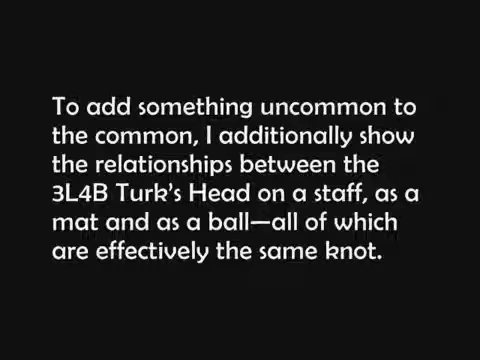 To add something uncommon to
the common, I additionally show
the relationships between the
3L4B Turk's Head on a staff, as a
mat and as a ball—all of which
are effectively the same knot.